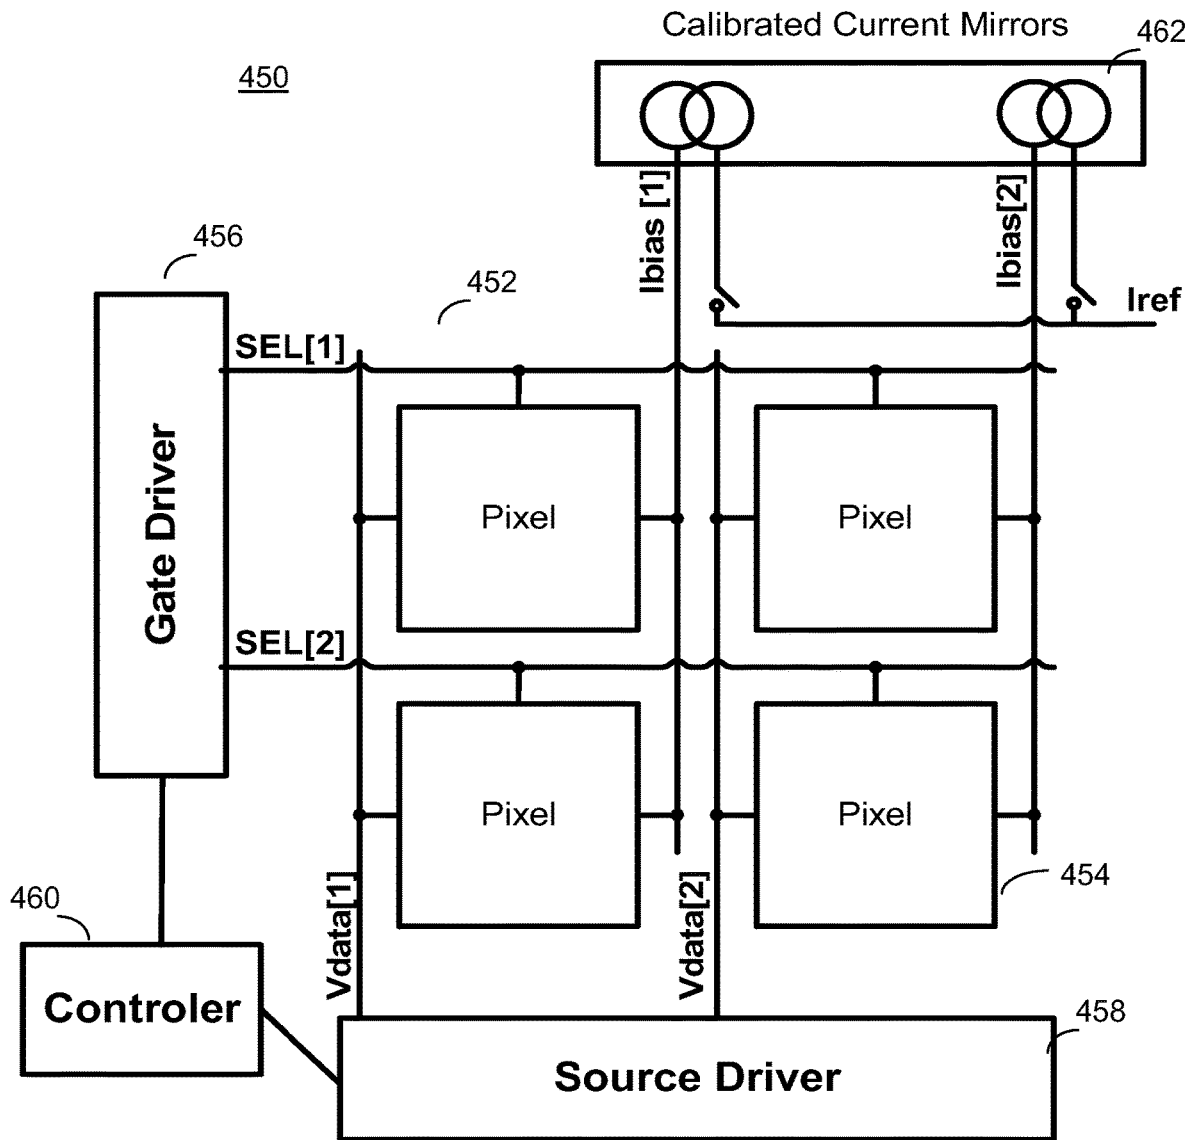 Calibrated Current Mirrors
462
450
Ibias [1]
Ibias[2]
456
452
Iref
SEL[1]
Gate Driver
Pixel
Pixel
SEL[2]
Pixel
Pixel
454
460
Vdata[1]
Vdata[2]
Controler
458
Source Driver